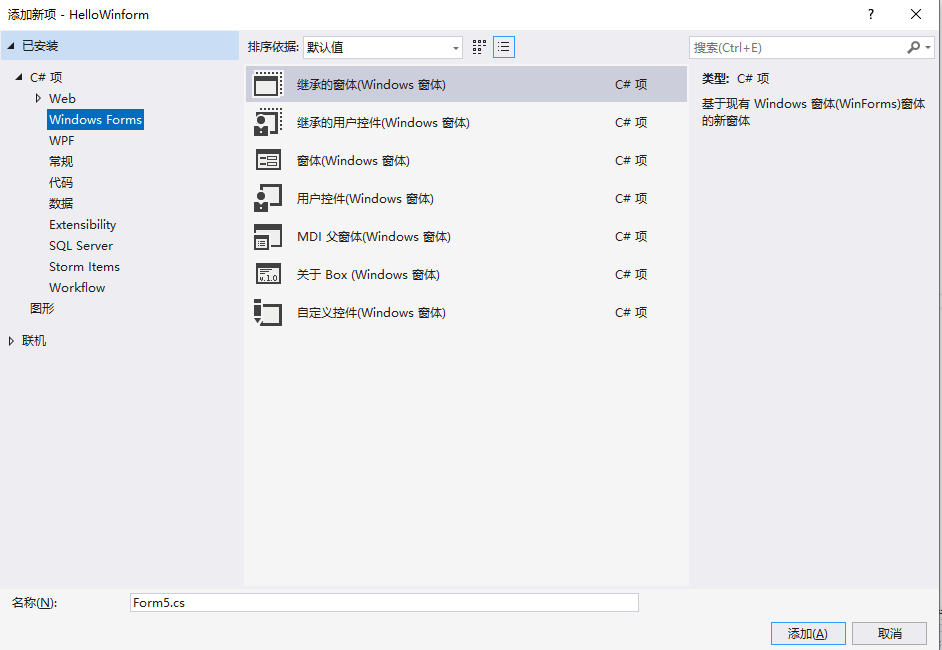 添加新项 - HelloWinform
?
已安装
C# 项
Web
Windows Forms
WPF
常规
代码
数据
Extensibility
SQL Server
Storm Items
Workflow
图形
联机
排序依据: 默认值
继承的窗体(Windows 窗体) C# 项
继承的用户控件(Windows 窗体) C# 项
窗体(Windows 窗体) C# 项
用户控件(Windows 窗体) C# 项
MDI 父窗体(Windows 窗体) C# 项
v.1.0
关于 Box (Windows 窗体) C# 项
自定义控件(Windows 窗体) C# 项
搜索(Ctrl+E)
类型: C# 项
基于现有 Windows 窗体(WinForms)窗体
的新窗体
名称(N): Form5.cs
添加(A) 取消